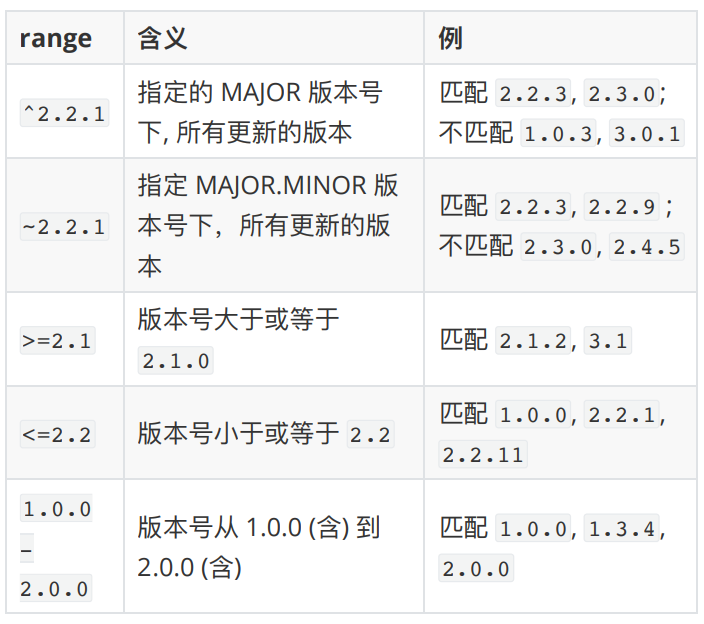 range 含义 例
^2.2.1 指定的 MAJOR 版本号下, 所有更新的版本 匹配 2.2.3, 2.3.0; 不匹配 1.0.3, 3.0.1
~2.2.1 指定 MAJOR.MINOR 版本号下，所有更新的版本 匹配 2.2.3, 2.2.9 ; 不匹配 2.3.0, 2.4.5
>=2.1 版本号大于或等于 2.1.0 匹配 2.1.2, 3.1
<=2.2 版本号小于或等于 2.2 匹配 1.0.0, 2.2.1, 2.2.11
1.0.0 – 2.0.0 版本号从 1.0.0 (含) 到 2.0.0 (含) 匹配 1.0.0, 1.3.4, 2.0.0